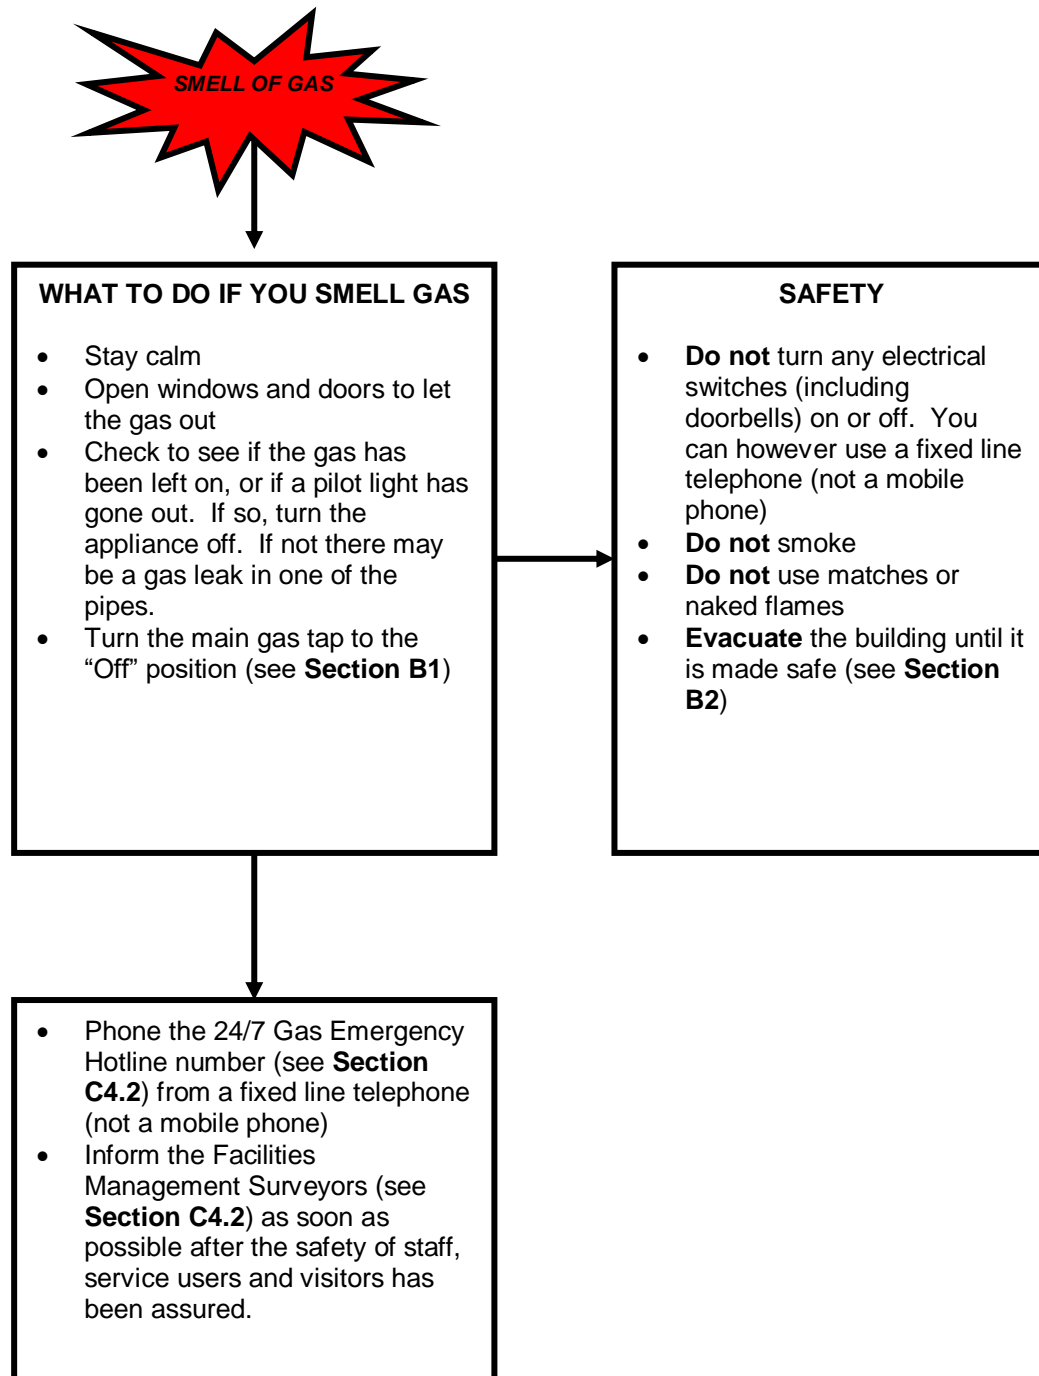 SMELL OF GAS
WHAT TO DO IF YOU SMELL GAS
• Stay calm
• Open windows and doors to let
the gas out
• Check to see if the gas has
been left on, or if a pilot light has
gone out.  If so, turn the
appliance off.  If not there may
be a gas leak in one of the
pipes.
• Turn the main gas tap to the
“Off” position (see Section B1)
SAFETY
• Do not turn any electrical
switches (including
doorbells) on or off.  You
can however use a fixed line
telephone (not a mobile
phone)
• Do not smoke
• Do not use matches or
naked flames
• Evacuate the building until it
is made safe (see Section
B2)
• Phone the 24/7 Gas Emergency
Hotline number (see Section
C4.2) from a fixed line telephone
(not a mobile phone)
• Inform the Facilities
Management Surveyors (see
Section C4.2) as soon as
possible after the safety of staff,
service users and visitors has
been assured.